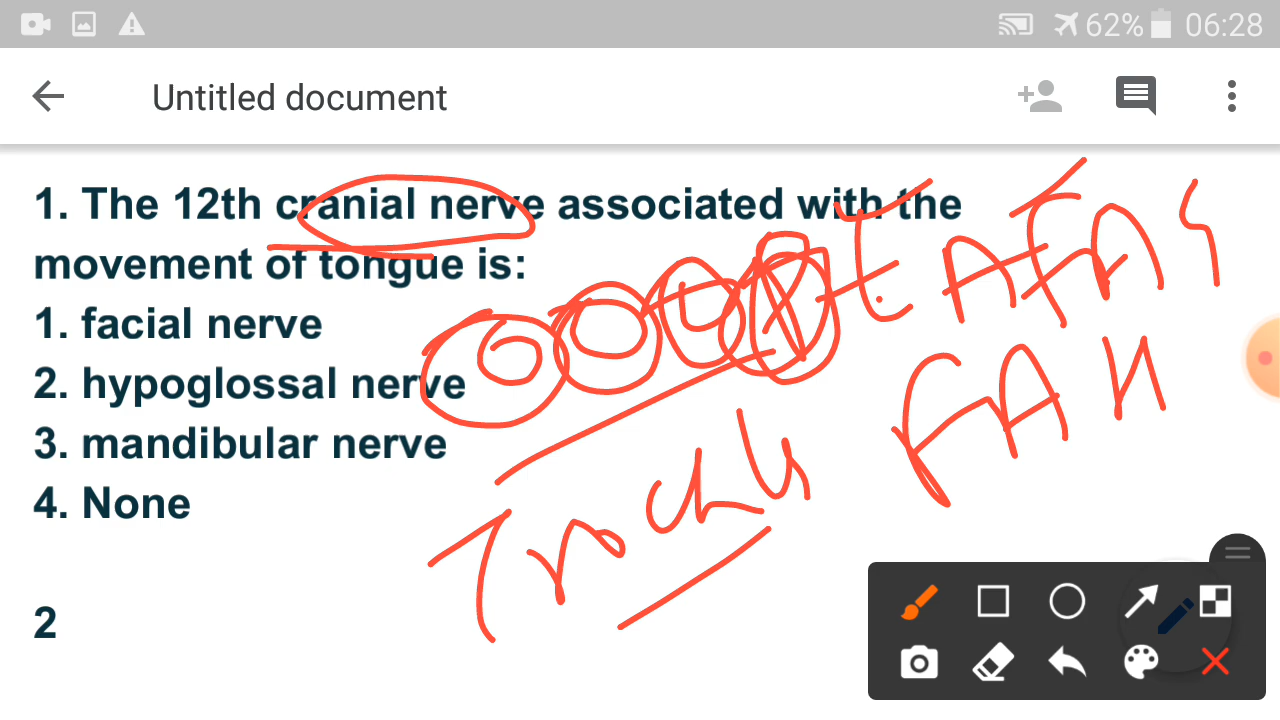 62% 06:28
Untitled document
1. The 12th cranial nerve associated with the
movement of tongue is:
1. facial nerve
2. hypoglossal nerve
3. mandibular nerve
4. None
2